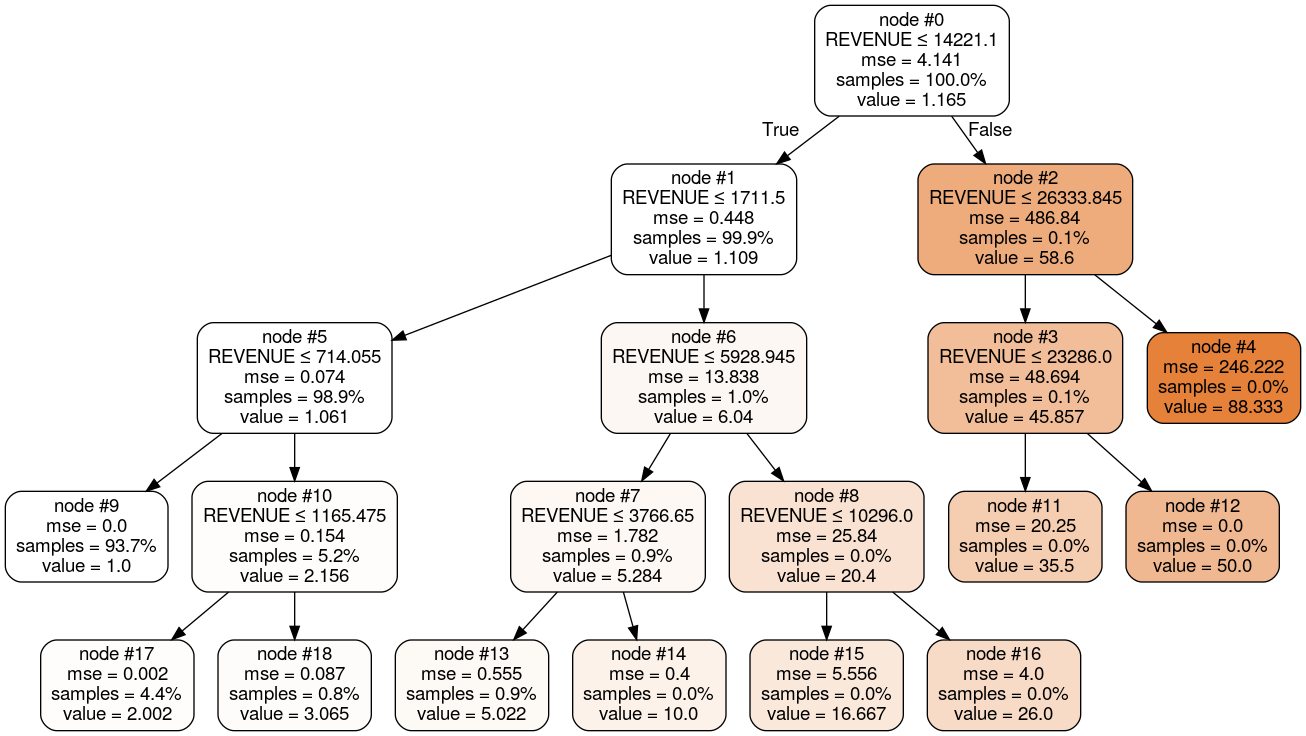 node #0
REVENUE ≤ 14221.1
mse = 4.141
samples = 100.0%
value = 1.165
True
False
node #1
REVENUE ≤ 1711.5
mse = 0.448
samples = 99.9%
value = 1.109
node #2
REVENUE ≤ 26333.845
mse = 486.84
samples = 0.1%
value = 58.6
node #5
REVENUE ≤ 714.055
mse = 0.074
samples = 98.9%
value = 1.061
node #6
REVENUE ≤ 5928.945
mse = 13.838
samples = 1.0%
value = 6.04
node #3
REVENUE ≤ 23286.0
mse = 48.694
samples = 0.1%
value = 45.857
node #4
mse = 246.222
samples = 0.0%
value = 88.333
node #9
mse = 0.0
samples = 93.7%
value = 1.0
node #10
REVENUE ≤ 1165.475
mse = 0.154
samples = 5.2%
value = 2.156
node #7
REVENUE ≤ 3766.65
mse = 1.782
samples = 0.9%
value = 5.284
node #8
REVENUE ≤ 10296.0
mse = 25.84
samples = 0.0%
value = 20.4
node #11
mse = 20.25
samples = 0.0%
value = 35.5
node #12
mse = 0.0
samples = 0.0%
value = 50.0
node #17
mse = 0.002
samples = 4.4%
value = 2.002
node #18
mse = 0.087
samples = 0.8%
value = 3.065
node #13
mse = 0.555
samples = 0.9%
value = 5.022
node #14
mse = 0.4
samples = 0.0%
value = 10.0
node #15
mse = 5.556
samples = 0.0%
value = 16.667
node #16
mse = 4.0
samples = 0.0%
value = 26.0